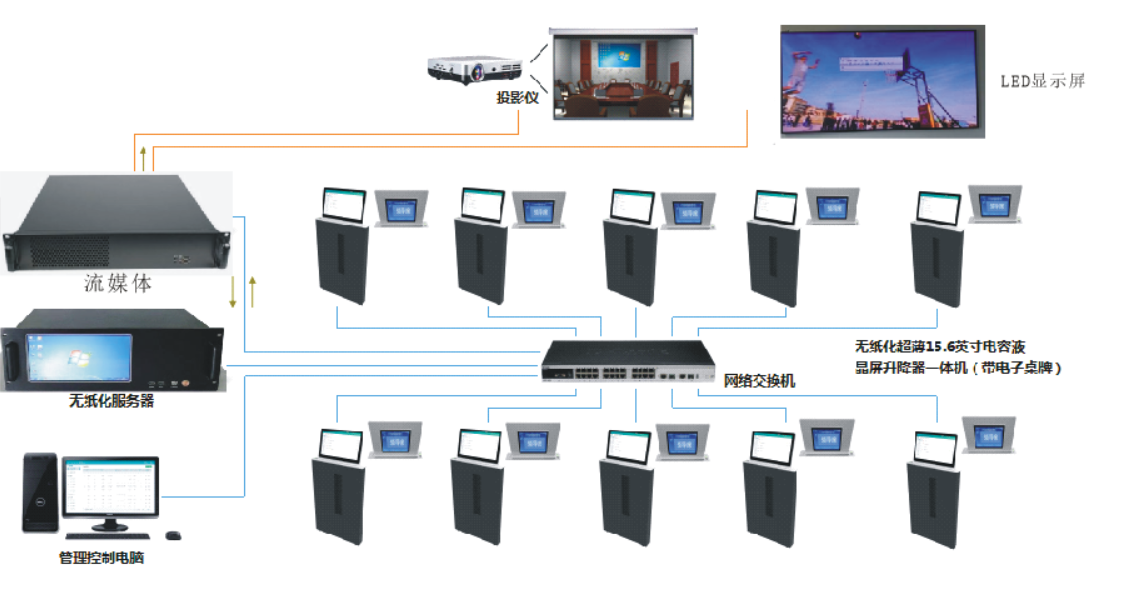 投影仪
LED显示屏
流媒体
无纸化服务器
无纸化超薄15.6英寸电容液
晶屏升降器一体机（带电子桌牌）
网络交换机
管理控制电脑